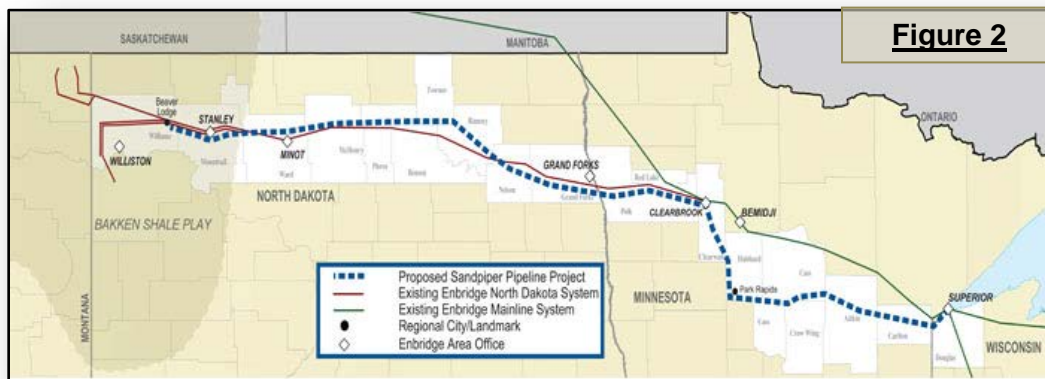 Figure 2
SASKATCHEWAN
MANITOBA
ONTARIO
Towner
Ramsey
Beaver
Lodge
STANLEY
Williams
Mountrail
WILLISTON
MINOT
Ward
McHenry
Pierce
Benson
GRAND FORKS
Nelson
Grand Forks
Red Lake
Polk
CLEARBROOK
BEMIDJI
NORTH DAKOTA
BAKKEN SHALE PLAY
Hubbard
Cass
Park Rapids
MINNESOTA
Crow Wing
Aitkin
Carlton
SUPERIOR
Douglas
WISCONSIN
MONTANA
Proposed Sandpiper Pipeline Project
Existing Enbridge North Dakota System
Existing Enbridge Mainline System
Regional City/Landmark
Enbridge Area Office